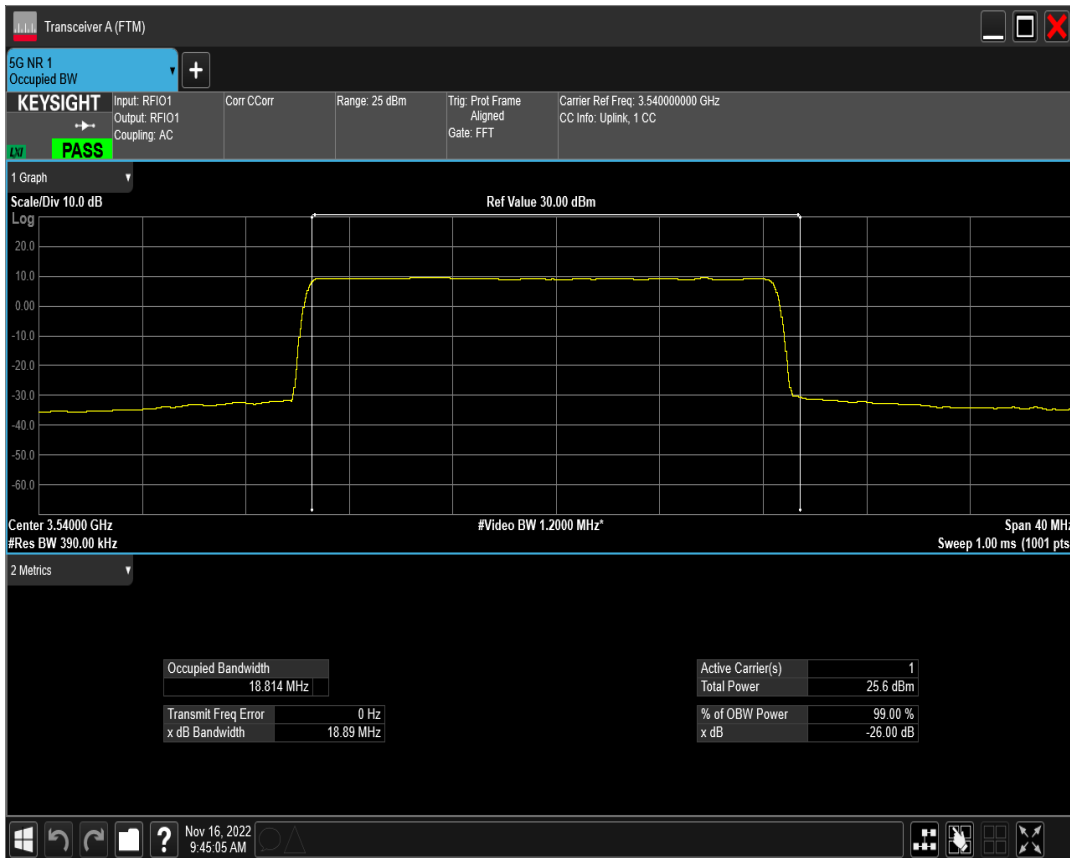 Transceiver A (FTM)
5G NR 1
Occupied BW
+
KEYSIGHT
LXI
PASS
Input: RFIO1
Output: RFIO1
Coupling: AC
Corr CCorr
Range: 25 dBm
Trig: Prot Frame
Aligned
Gate: FFT
Carrier Ref Freq: 3.540000000 GHz
CC Info: Uplink, 1 CC
1 Graph
Scale/Div 10.0 dB
Ref Value 30.00 dBm
Log
20.0
10.0
0.00
-10.0
-20.0
-30.0
-40.0
-50.0
-60.0
Center 3.54000 GHz
#Video BW 1.2000 MHz*
Span 40 MHz
#Res BW 390.00 kHz
Sweep 1.00 ms (1001 pts
2 Metrics
Occupied Bandwidth
18.814 MHz
Transmit Freq Error 0 Hz
x dB Bandwidth 18.89 MHz
Active Carrier(s) 1
Total Power 25.6 dBm
% of OBW Power 99.00 %
x dB -26.00 dB
?
Nov 16, 2022
9:45:05 AM